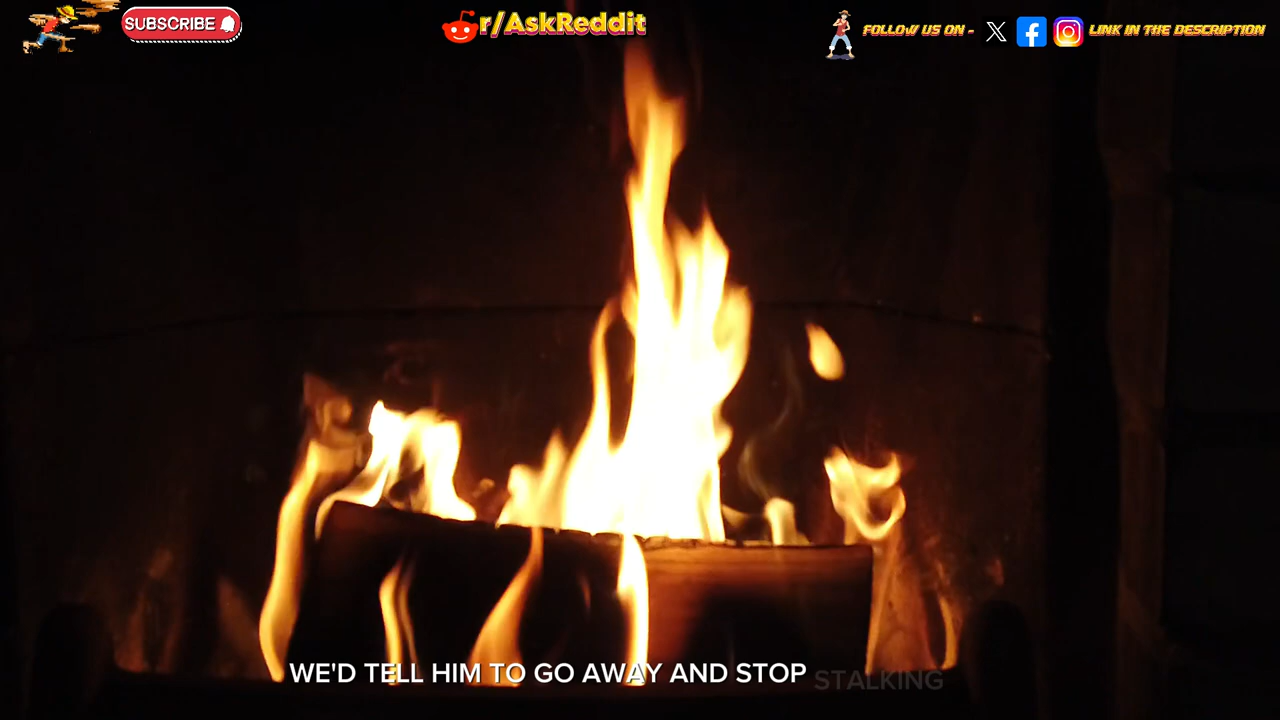 SUBSCRIBE
r/AskReddit
FOLLOW US ON -
LINK IN THE DESCRIPTION
WE'D TELL HIM TO GO AWAY AND STOP STALKING